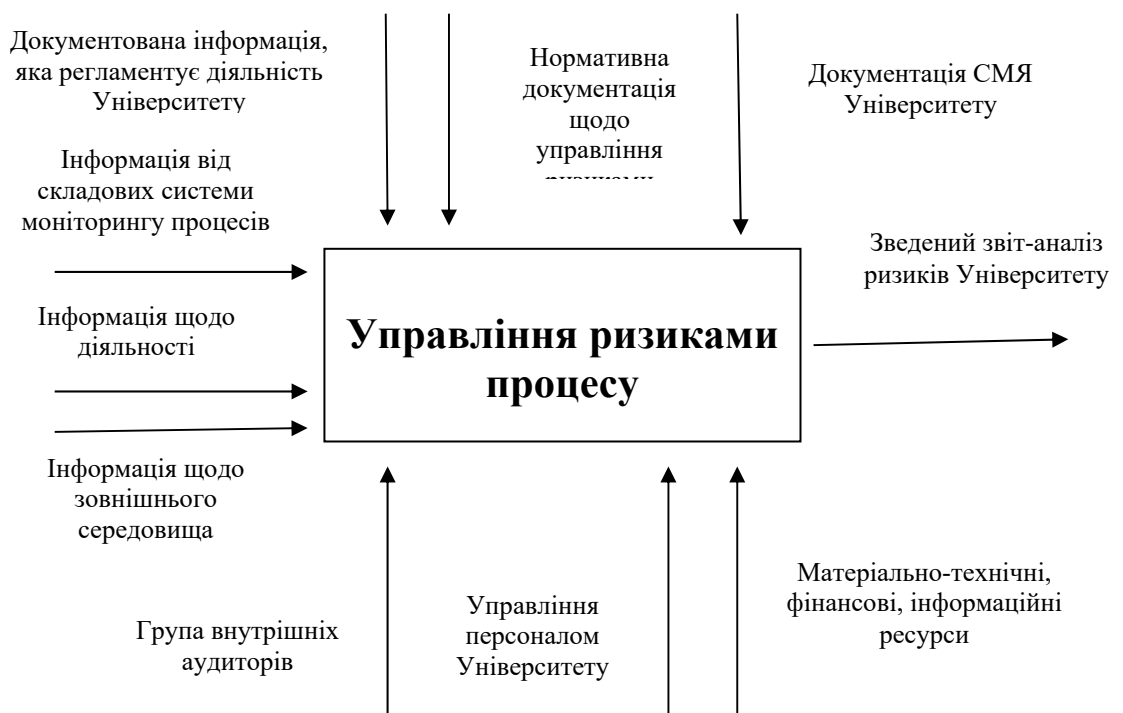 Документована інформація,
яка регламентує діяльність
Університету
Нормативна
документація
щодо
управління
ризиками
Документація СМЯ
Університету
Інформація від
складових системи
моніторингу процесів
Зведений звіт-аналіз
ризиків Університету
Інформація щодо
діяльності
Управління ризиками
процесу
Інформація щодо
зовнішнього
середовища
Група внутрішніх
аудиторів
Управління
персоналом
Університету
Матеріально-технічні,
фінансові, інформаційні
ресурси